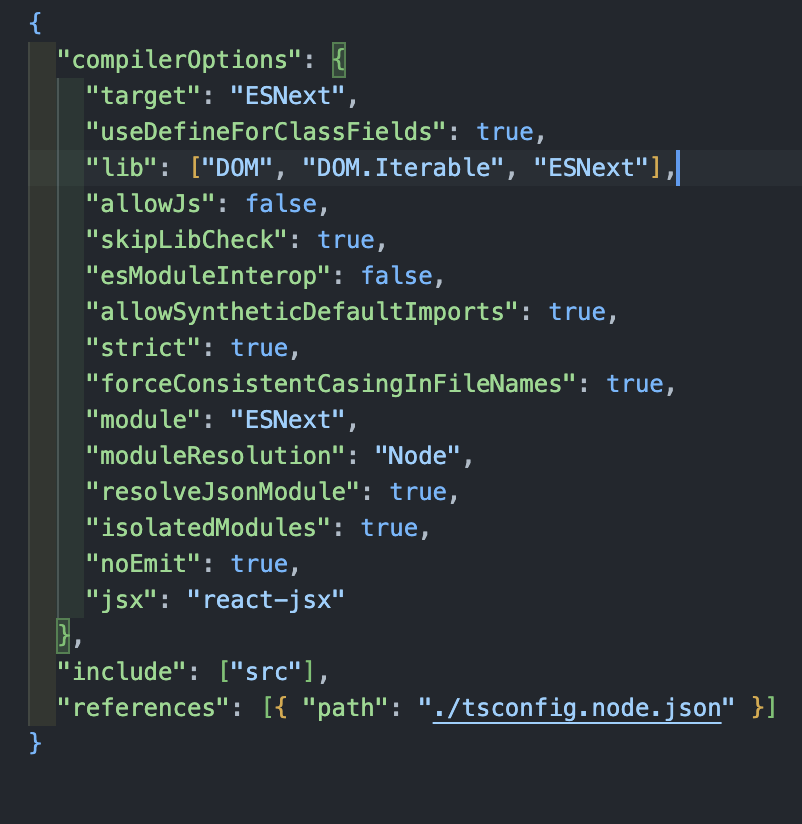 {
  "compilerOptions": {
    "target": "ESNext",
    "useDefineForClassFields": true,
    "lib": ["DOM", "DOM.Iterable", "ESNext"],
    "allowJs": false,
    "skipLibCheck": true,
    "esModuleInterop": false,
    "allowSyntheticDefaultImports": true,
    "strict": true,
    "forceConsistentCasingInFileNames": true,
    "module": "ESNext",
    "moduleResolution": "Node",
    "resolveJsonModule": true,
    "isolatedModules": true,
    "noEmit": true,
    "jsx": "react-jsx"
  },
  "include": ["src"],
  "references": [{ "path": "./tsconfig.node.json" }]
}